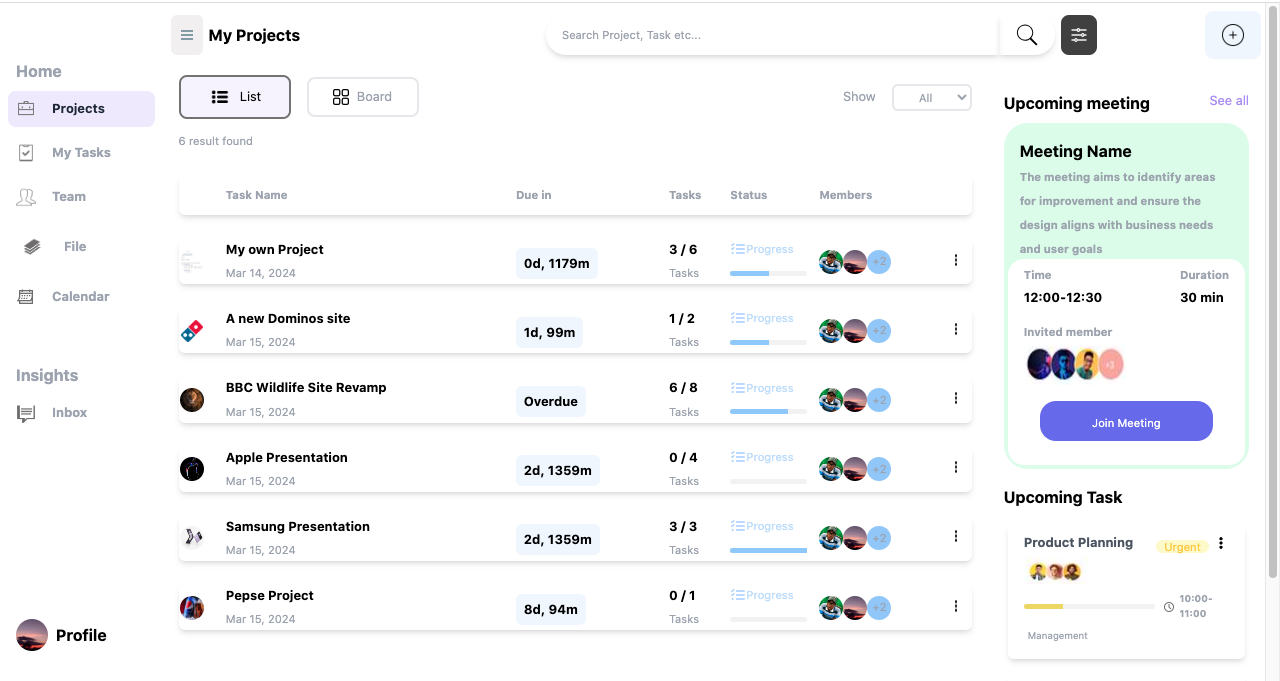 My Projects
Search Project, Task etc...
Home
Projects
My Tasks
Team
File
Calendar
Insights
Inbox
Profile
List
Board
Show
All
6 result found
Task Name
Due in
Tasks
Status
Members
My own Project
Mar 14, 2024
0d, 1179m
3 / 6
Tasks
Progress
+2
A new Dominos site
Mar 15, 2024
1d, 99m
1 / 2
Tasks
Progress
+2
BBC Wildlife Site Revamp
Mar 15, 2024
Overdue
6 / 8
Tasks
Progress
+2
Apple Presentation
Mar 15, 2024
2d, 1359m
0 / 4
Tasks
Progress
+2
Samsung Presentation
Mar 15, 2024
2d, 1359m
3 / 3
Tasks
Progress
+2
Pepse Project
Mar 15, 2024
8d, 94m
0 / 1
Tasks
Progress
+2
Upcoming meeting
See all
Meeting Name
The meeting aims to identify areas
for improvement and ensure the
design aligns with business needs
and user goals
Time
Duration
12:00-12:30
30 min
Invited member
+3
Join Meeting
Upcoming Task
Product Planning
Urgent
10:00-
11:00
Management